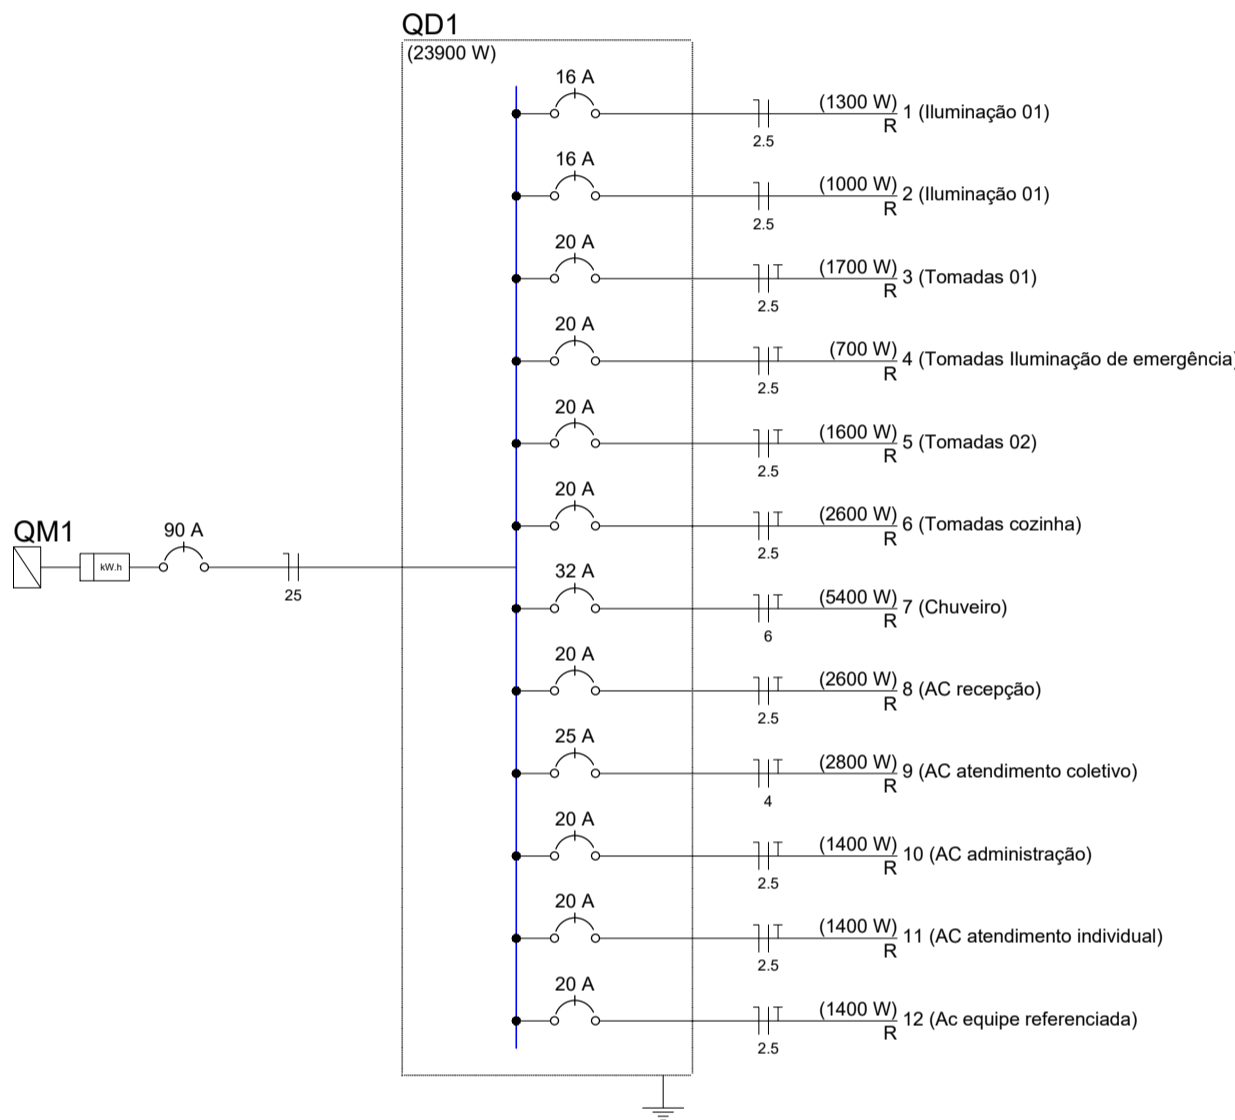 QD1
(23900 W)
16 A
(1300 W)
R
1 (Iluminação 01)
2.5
16 A
(1000 W)
R
2 (Iluminação 01)
2.5
20 A
(1700 W)
R
3 (Tomadas 01)
2.5
20 A
(700 W)
R
4 (Tomadas Iluminação de emergência)
2.5
20 A
(1600 W)
R
5 (Tomadas 02)
2.5
20 A
(2600 W)
R
6 (Tomadas cozinha)
2.5
QM1
kW.h
90 A
25
32 A
(5400 W)
R
7 (Chuveiro)
6
20 A
(2600 W)
R
8 (AC recepção)
2.5
25 A
(2800 W)
R
9 (AC atendimento coletivo)
4
20 A
(1400 W)
R
10 (AC administração)
2.5
20 A
(1400 W)
R
11 (AC atendimento individual)
2.5
20 A
(1400 W)
R
12 (Ac equipe referenciada)
2.5